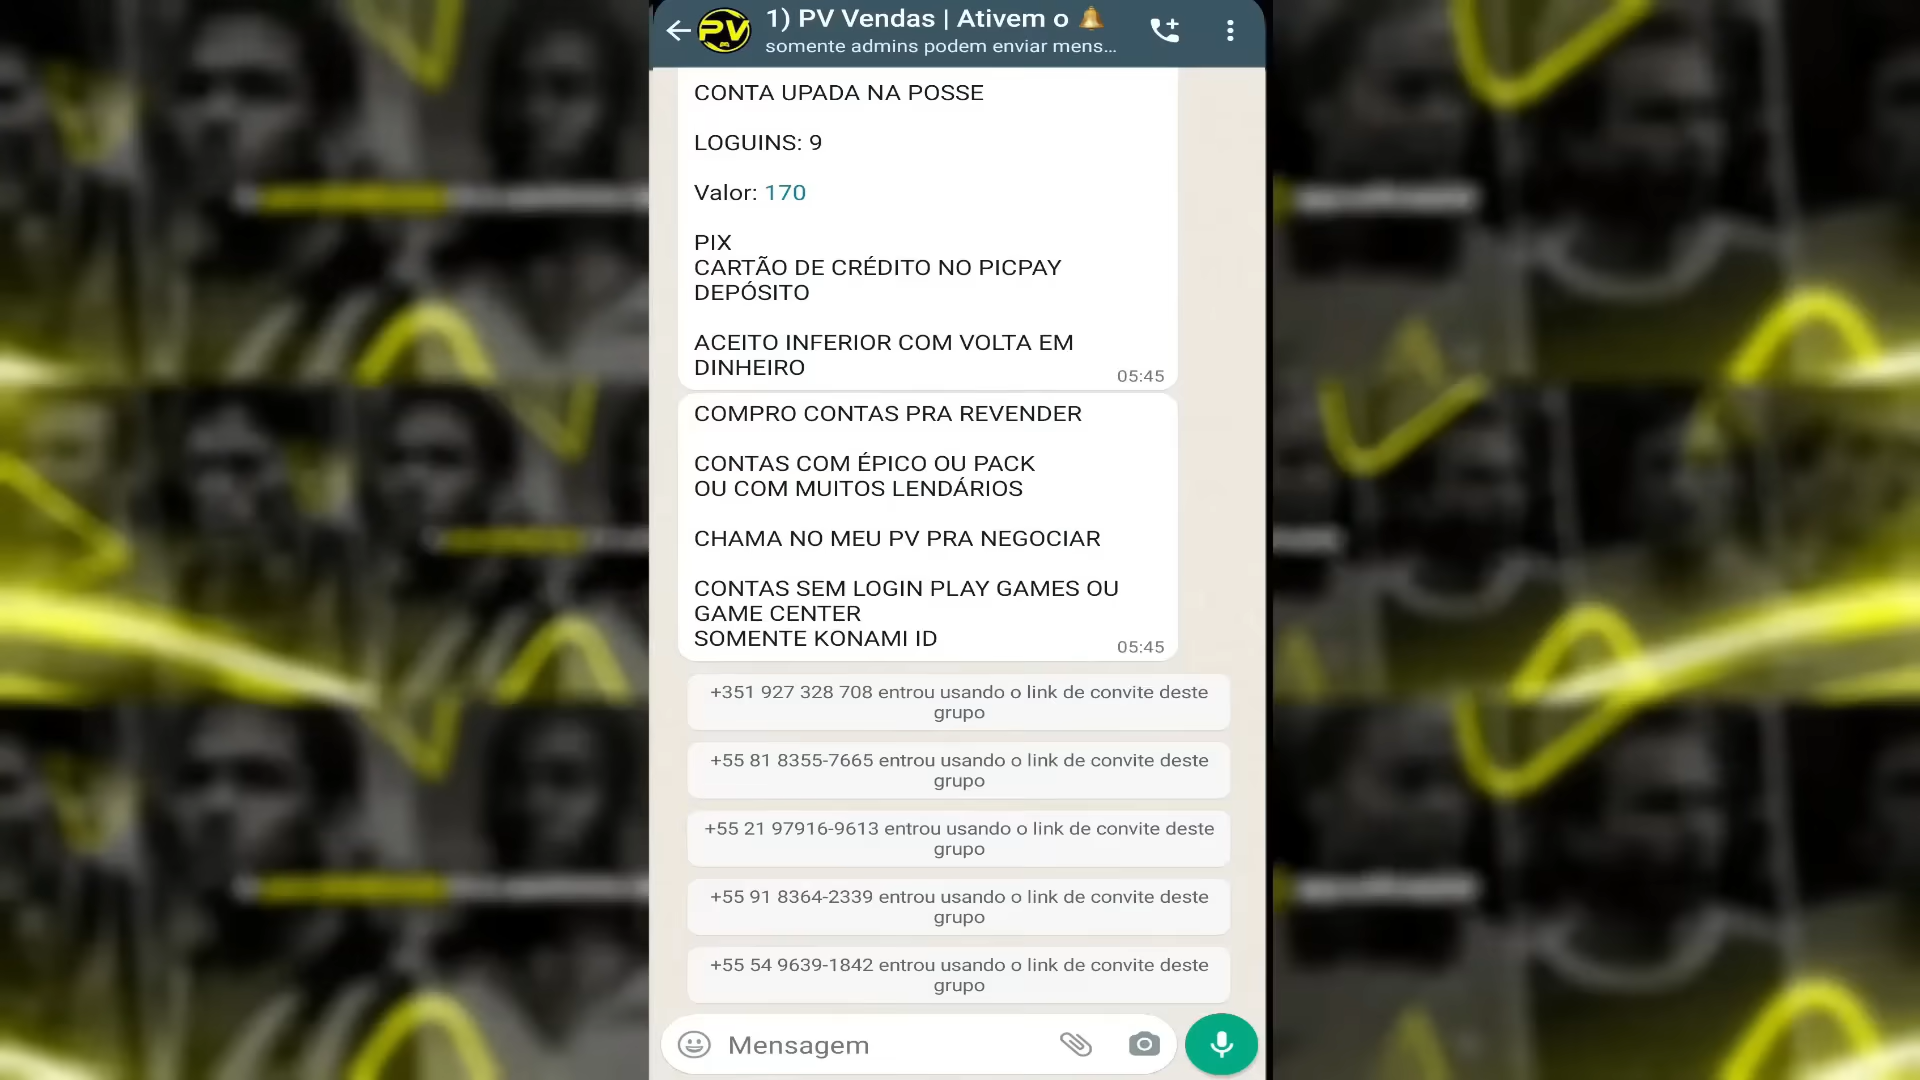 1) PV Vendas | Ativem o 🔔
PV
somente admins podem enviar mens...
CONTA UPADA NA POSSE
LOGUINS: 9
Valor: 170
PIX
CARTÃO DE CRÉDITO NO PICPAY
DEPÓSITO
ACEITO INFERIOR COM VOLTA EM
DINHEIRO
05:45
COMPRO CONTAS PRA REVENDER
CONTAS COM ÉPICO OU PACK
OU COM MUITOS LENDÁRIOS
CHAMA NO MEU PV PRA NEGOCIAR
CONTAS SEM LOGIN PLAY GAMES OU
GAME CENTER
SOMENTE KONAMI ID
05:45
+351 927 328 708 entrou usando o link de convite deste
grupo
+55 81 8355-7665 entrou usando o link de convite deste
grupo
+55 21 97916-9613 entrou usando o link de convite deste
grupo
+55 91 8364-2339 entrou usando o link de convite deste
grupo
+55 54 9639-1842 entrou usando o link de convite deste
grupo
Mensagem